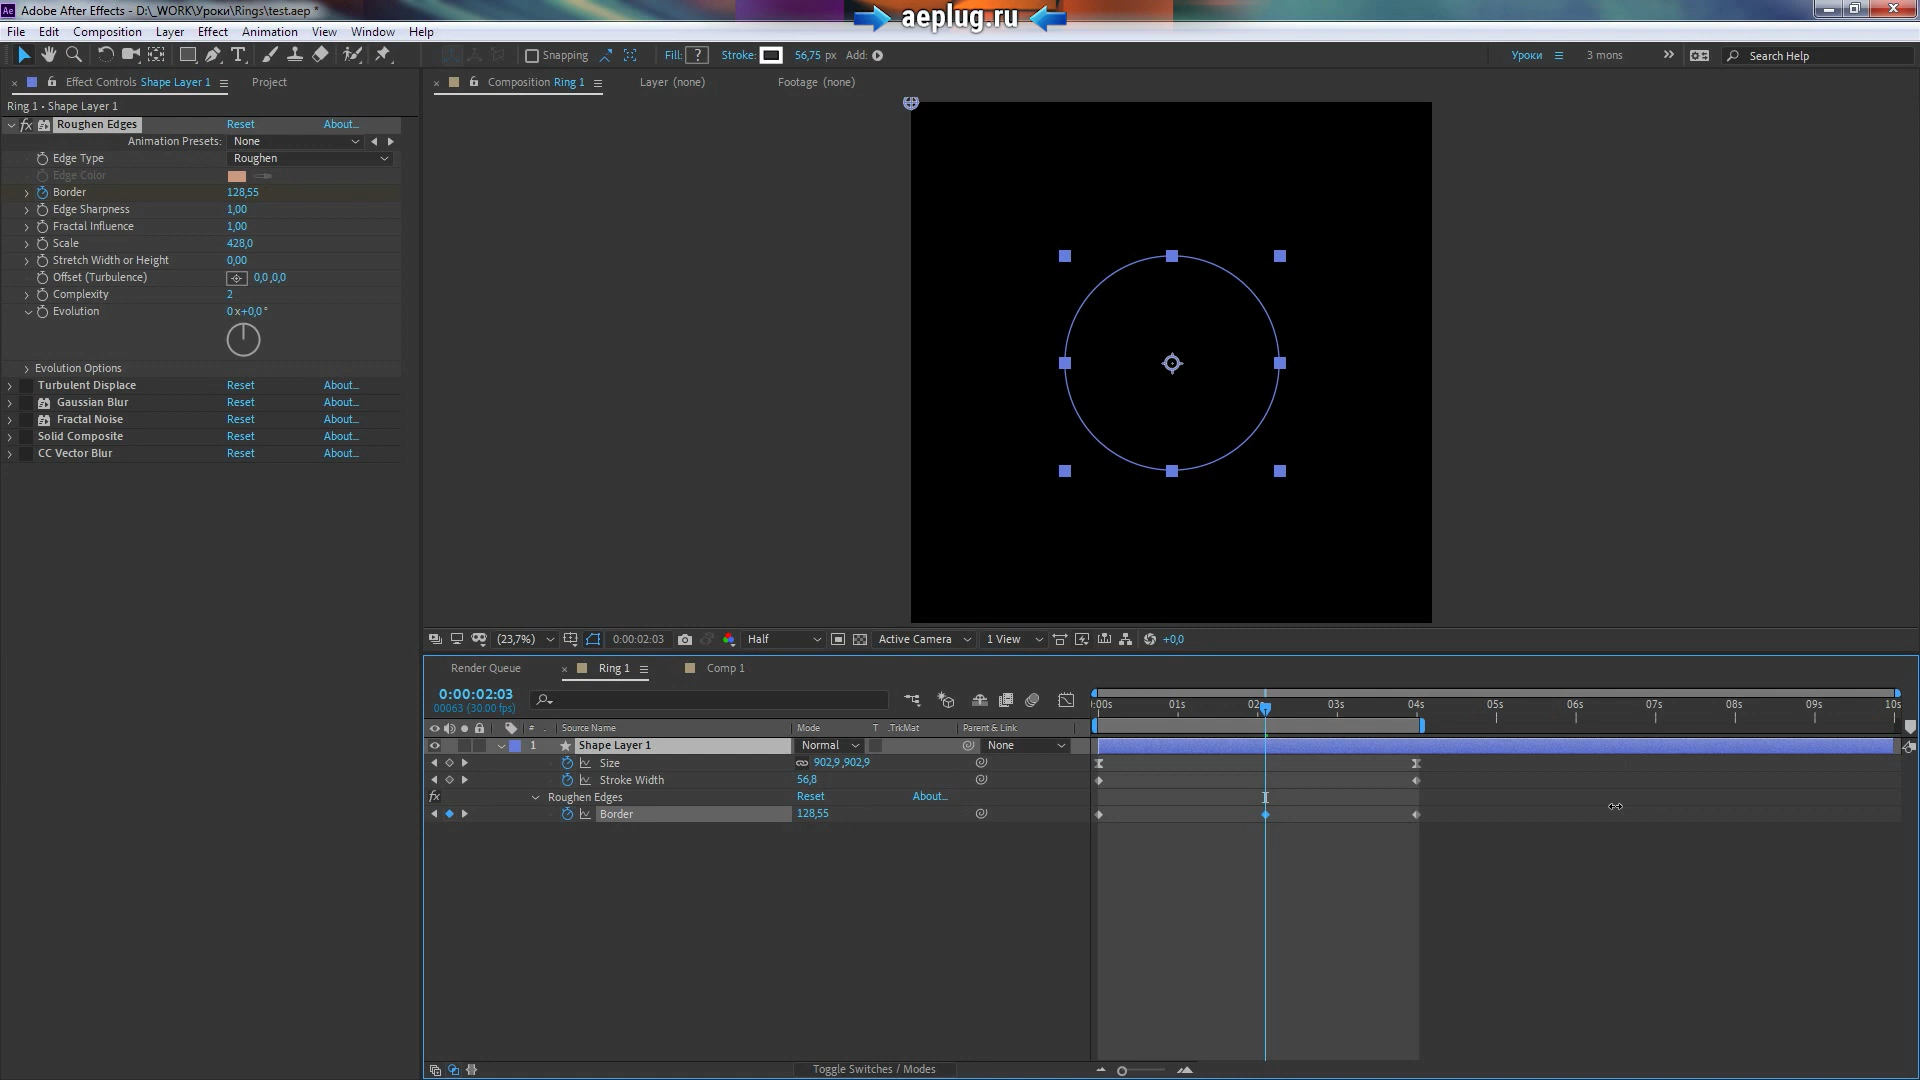 Adobe After Effects - D:\_WORK\Уроки\Rings\test.aep *
aeplug.ru
File Edit Composition Layer Effect Animation View Window Help
Snapping Fill: ? Stroke: 56,75 px Add: Уроки 3 mons Search Help
Effect Controls Shape Layer 1 Project
Composition Ring 1 Layer (none) Footage (none)
Ring 1 • Shape Layer 1
fx Roughen Edges Reset About...
Animation Presets: None
Edge Type Roughen
Edge Color
Border 128,55
Edge Sharpness 1,00
Fractal Influence 1,00
Scale 428,0
Stretch Width or Height 0,00
Offset (Turbulence) 0,0 ,0,0
Complexity 2
Evolution 0x+0,0°
Evolution Options
Turbulent Displace Reset About...
Gaussian Blur Reset About...
Fractal Noise Reset About...
Solid Composite Reset About...
CC Vector Blur Reset About...
(23,7%) 0:00:02:03 Half Active Camera 1 View +0,0
Render Queue Ring 1 Comp 1
0:00:02:03
00063 (30.00 fps)
:00s 01s 02 03s 04s 05s 06s 07s 08s 09s 10s
# . Source Name Mode T .TrkMat Parent & Link
1 Shape Layer 1 Normal None
Size 902,9 ,902,9
Stroke Width 56,8
fx Roughen Edges Reset About...
Border 128,55
Toggle Switches / Modes